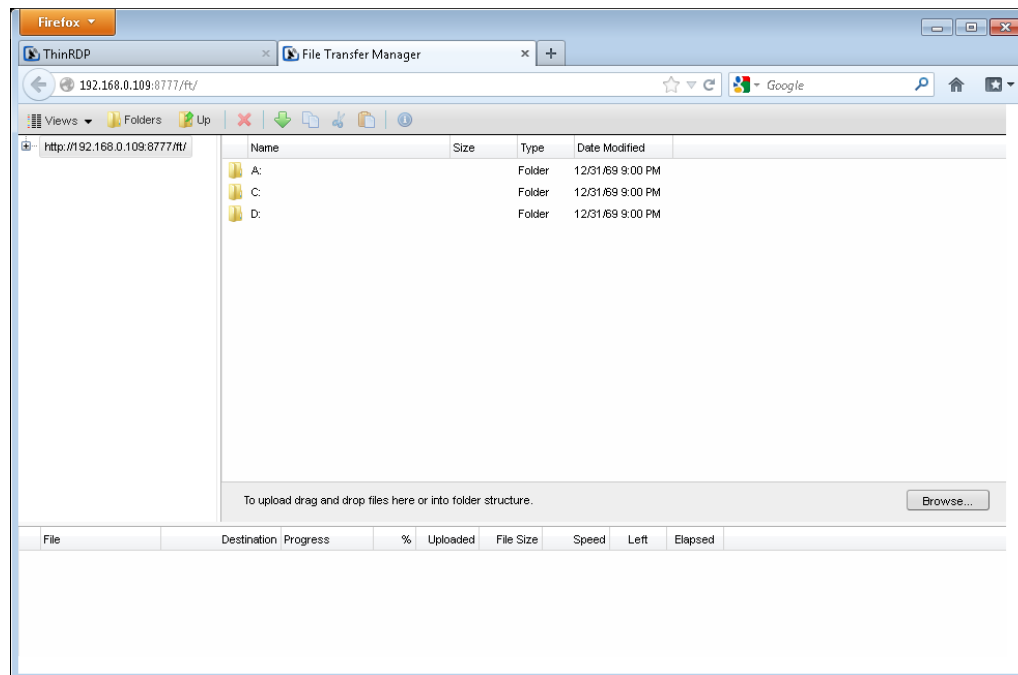 Firefox
ThinRDP
File Transfer Manager
192.168.0.109:8777/ft/
Google
Views Folders Up
http://192.168.0.109:8777/ft/
Name Size Type Date Modified
A: Folder 12/31/69 9:00 PM
C: Folder 12/31/69 9:00 PM
D: Folder 12/31/69 9:00 PM
To upload drag and drop files here or into folder structure.
Browse...
File Destination Progress % Uploaded File Size Speed Left Elapsed